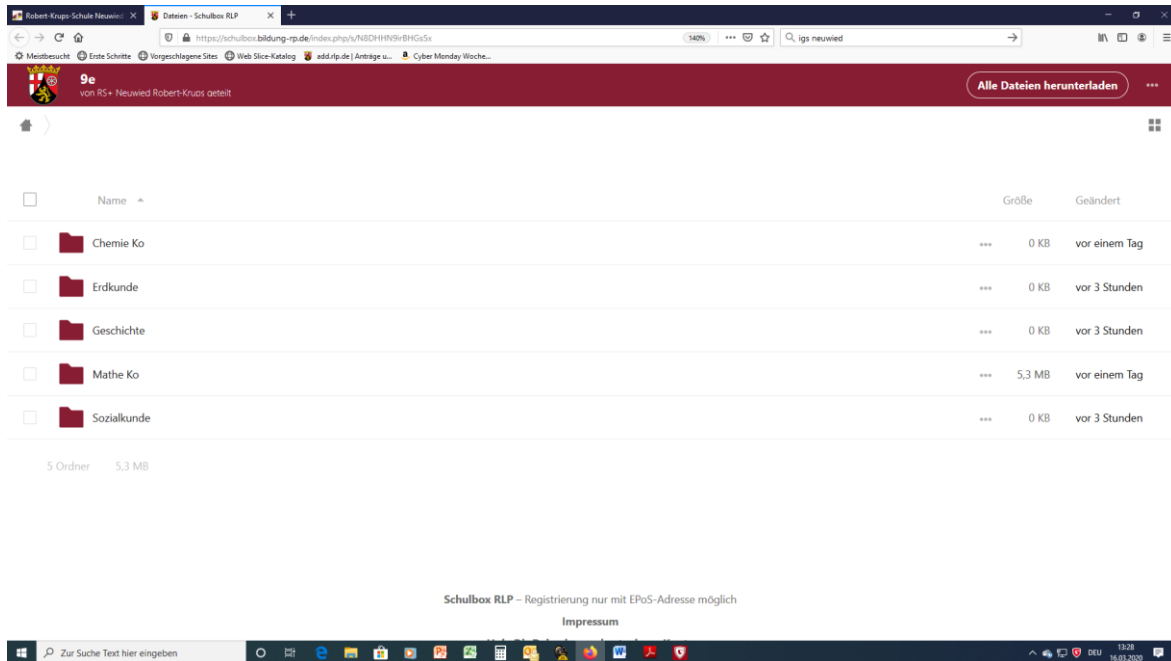 Robert-Krups-Schule Neuwied
Dateien - Schulbox RLP
https://schulbox.bildung-rp.de/index.php/s/N8DHHN9irBHGsSx
140%
igs neuwied
Meistbesucht Erste Schritte Vorgeschlagene Sites Web Slice-Katalog add.rlp.de | Anträge u... Cyber Monday Woche...
9e
von RS+ Neuwied Robert-Krups geteilt
Alle Dateien herunterladen
Name Größe Geändert
Chemie Ko 0 KB vor einem Tag
Erdkunde 0 KB vor 3 Stunden
Geschichte 0 KB vor 3 Stunden
Mathe Ko 5,3 MB vor einem Tag
Sozialkunde 0 KB vor 3 Stunden
5 Ordner 5,3 MB
Schulbox RLP – Registrierung nur mit EPoS-Adresse möglich
Impressum
Zur Suche Text hier eingeben
DEU
13:28
16.03.2020